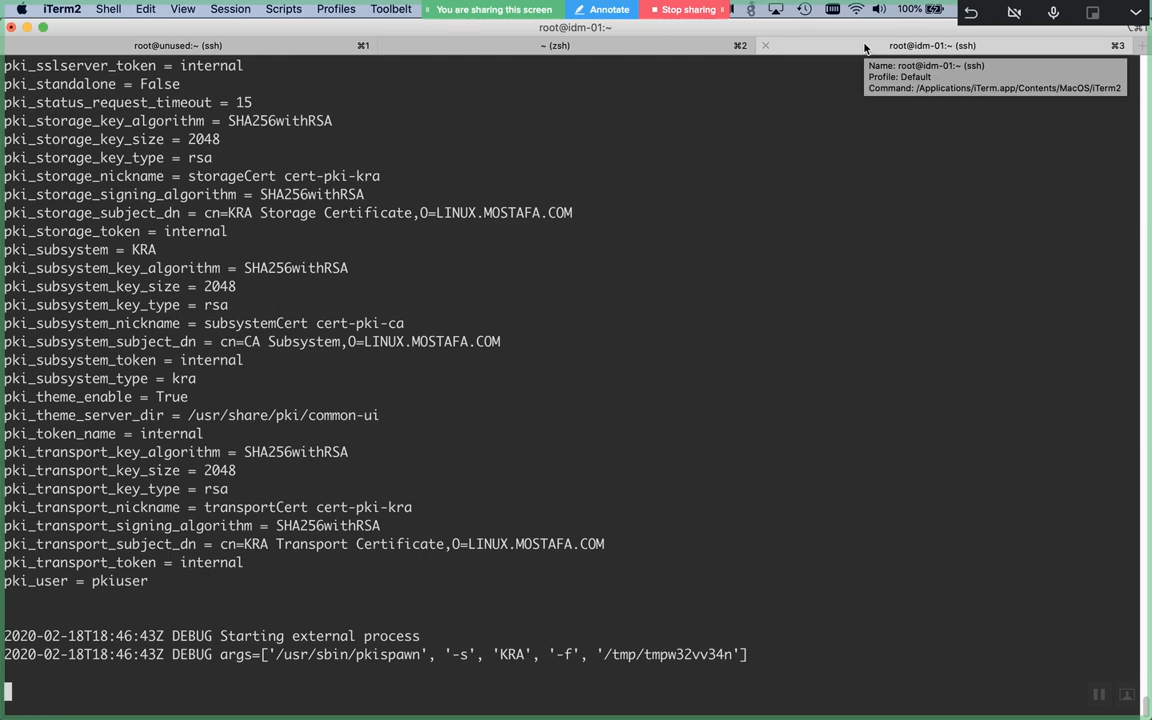 iTerm2 Shell Edit View Session Scripts Profiles Toolbelt You are sharing this screen Annotate Stop sharing 100%
root@idm-01:~
root@unused:~ (ssh) ⌘1 ~ (zsh) ⌘2 root@idm-01:~ (ssh) ⌘3
Name: root@idm-01:~ (ssh)
Profile: Default
Command: /Applications/iTerm.app/Contents/MacOS/iTerm2
pki_sslserver_token = internal
pki_standalone = False
pki_status_request_timeout = 15
pki_storage_key_algorithm = SHA256withRSA
pki_storage_key_size = 2048
pki_storage_key_type = rsa
pki_storage_nickname = storageCert cert-pki-kra
pki_storage_signing_algorithm = SHA256withRSA
pki_storage_subject_dn = cn=KRA Storage Certificate,O=LINUX.MOSTAFA.COM
pki_storage_token = internal
pki_subsystem = KRA
pki_subsystem_key_algorithm = SHA256withRSA
pki_subsystem_key_size = 2048
pki_subsystem_key_type = rsa
pki_subsystem_nickname = subsystemCert cert-pki-ca
pki_subsystem_subject_dn = cn=CA Subsystem,O=LINUX.MOSTAFA.COM
pki_subsystem_token = internal
pki_subsystem_type = kra
pki_theme_enable = True
pki_theme_server_dir = /usr/share/pki/common-ui
pki_token_name = internal
pki_transport_key_algorithm = SHA256withRSA
pki_transport_key_size = 2048
pki_transport_key_type = rsa
pki_transport_nickname = transportCert cert-pki-kra
pki_transport_signing_algorithm = SHA256withRSA
pki_transport_subject_dn = cn=KRA Transport Certificate,O=LINUX.MOSTAFA.COM
pki_transport_token = internal
pki_user = pkiuser
2020-02-18T18:46:43Z DEBUG Starting external process
2020-02-18T18:46:43Z DEBUG args=['/usr/sbin/pkispawn', '-s', 'KRA', '-f', '/tmp/tmpw32vv34n']